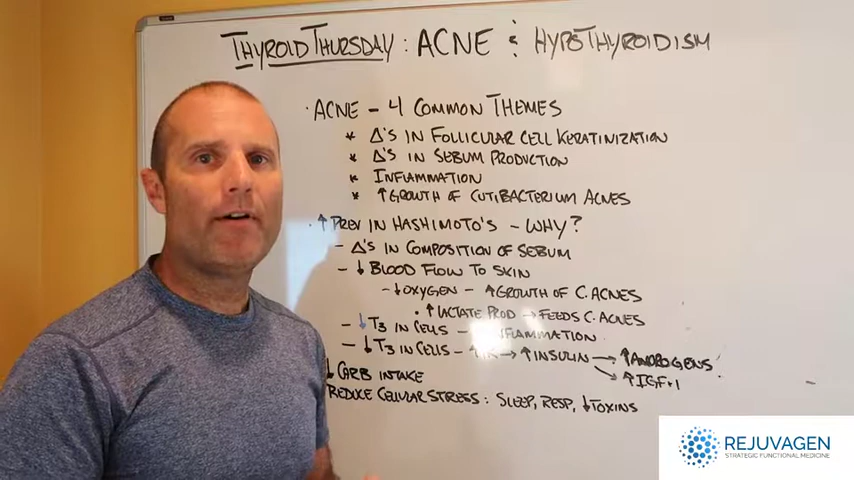 THYROID THURSDAY: ACNE & HYPOTHYROIDISM
· ACNE - 4 COMMON THEMES
* Δ'S IN FOLLICULAR CELL KERATINIZATION
* Δ'S IN SEBUM PRODUCTION
* INFLAMMATION
* ↑GROWTH OF CUTIBACTERIUM ACNES
· ↑PREV IN HASHIMOTO'S - WHY?
- Δ'S IN COMPOSITION OF SEBUM
- ↓BLOOD FLOW TO SKIN
- ↓OXYGEN - ↑GROWTH OF C. ACNES
· ↑LACTATE PROD → FEEDS C. ACNES
- ↓T3 IN CELLS - INFLAMMATION
- ↓T3 IN CELLS - ↑IR → ↑INSULIN → ↑ANDROGENS
→ ↑IGF-1
↓CARB INTAKE
REDUCE CELLULAR STRESS: SLEEP, RESP, ↓TOXINS
REJUVAGEN
STRATEGIC FUNCTIONAL MEDICINE